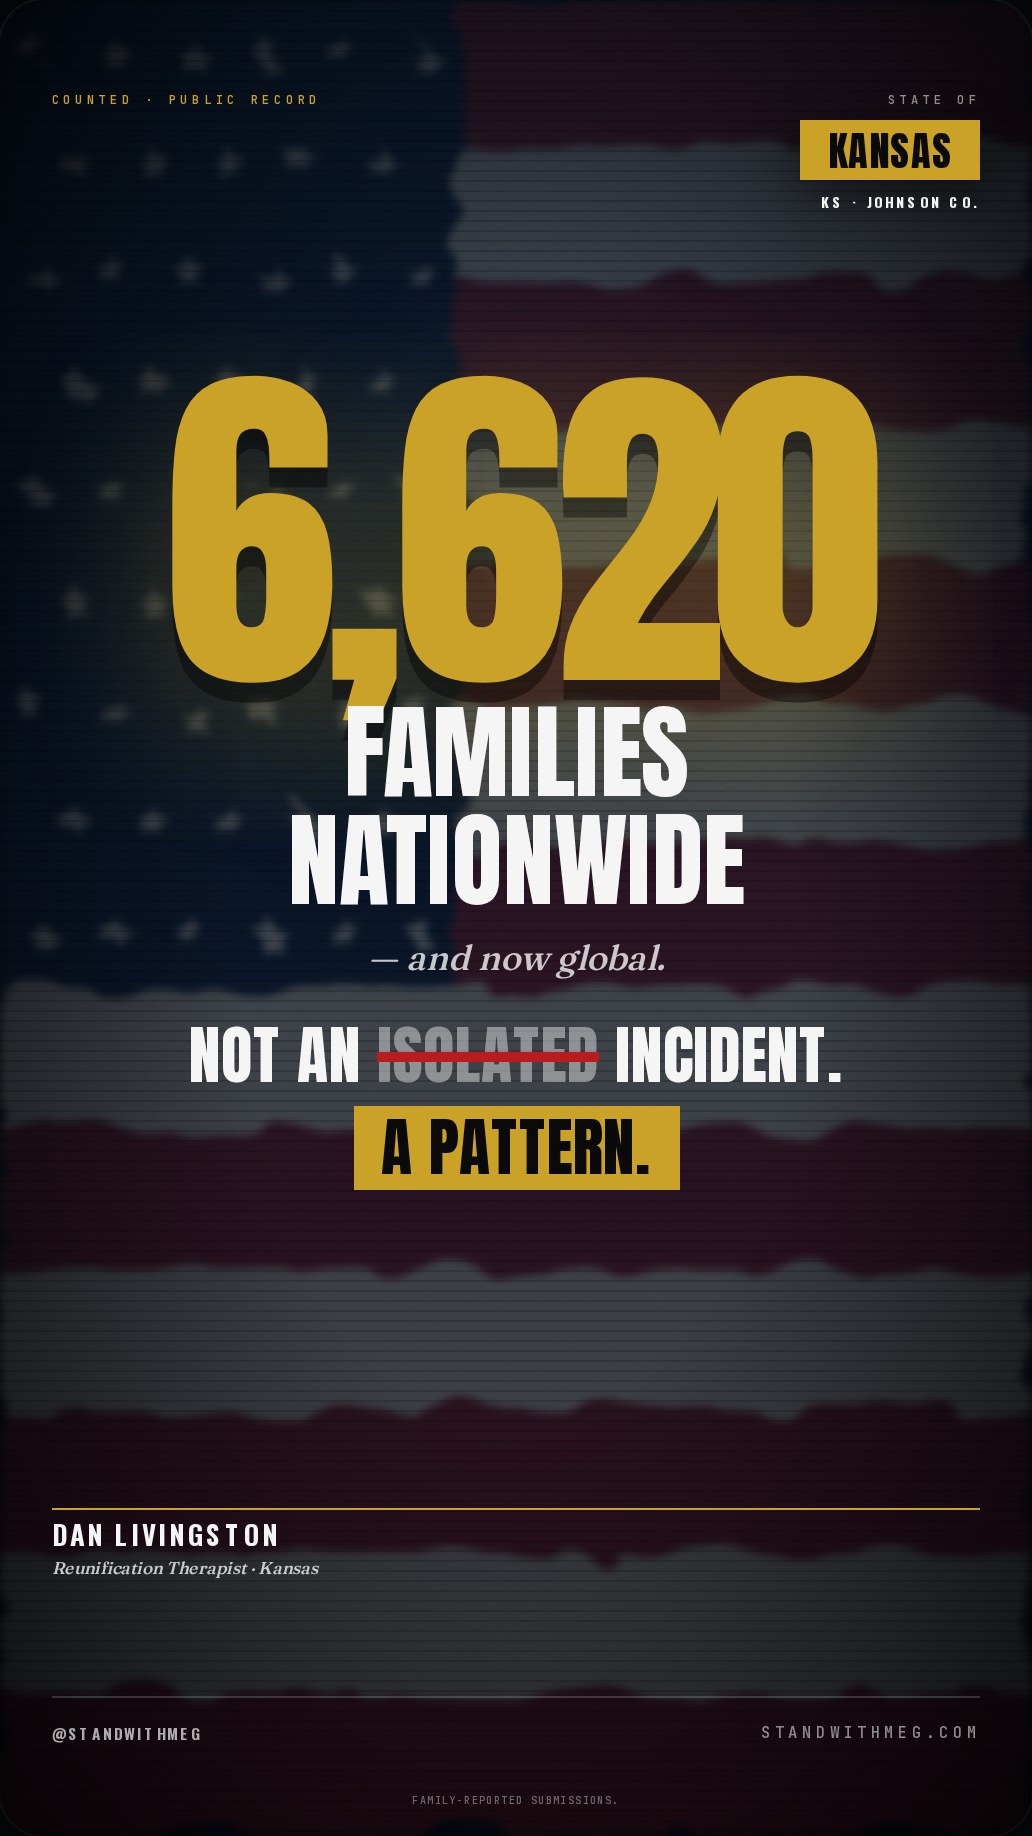 COUNTED · PUBLIC RECORD
STATE OF
KANSAS
KS · JOHNSON CO.
6,620
FAMILIES
NATIONWIDE
— and now global.
NOT AN ISOLATED INCIDENT.
A PATTERN.
DAN LIVINGSTON
Reunification Therapist · Kansas
@STANDWITHMEG
STANDWITHMEG.COM
FAMILY-REPORTED SUBMISSIONS.